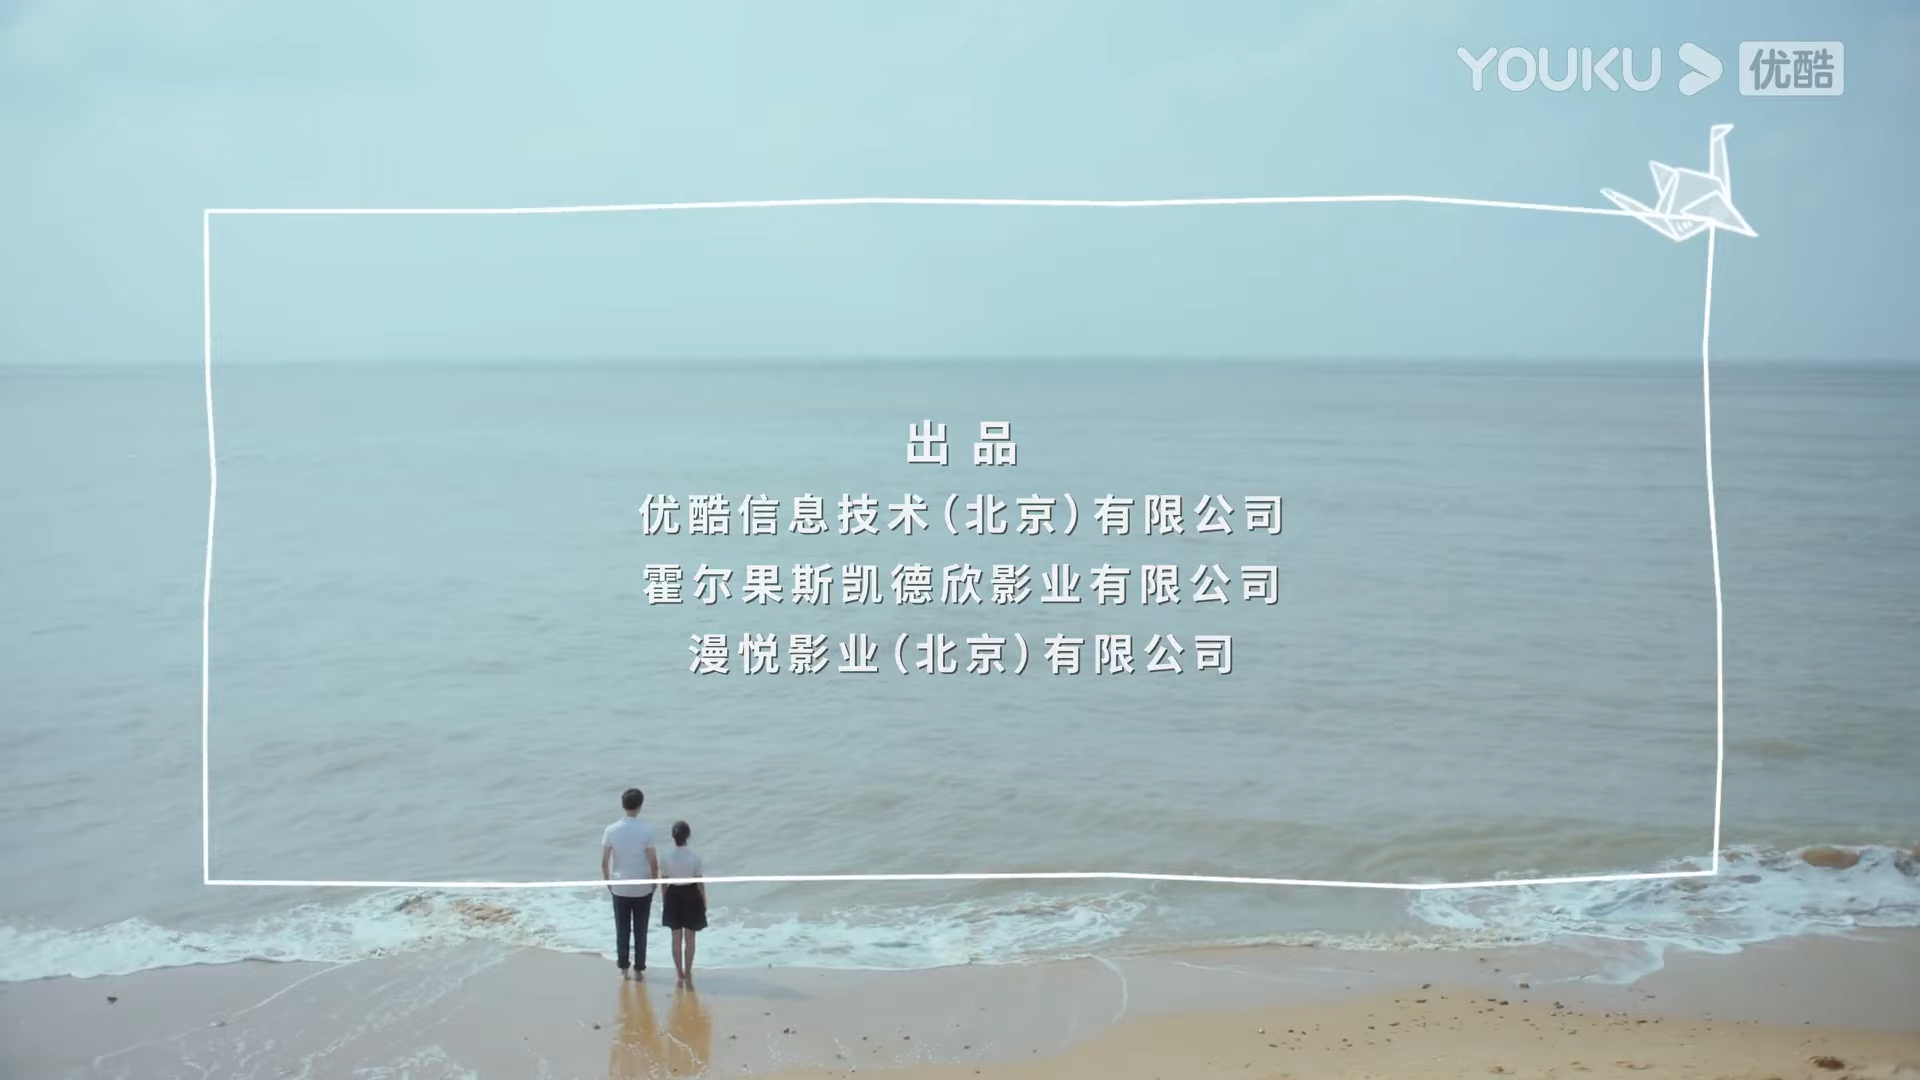 YOUKU 优酷
出品
优酷信息技术（北京）有限公司
霍尔果斯凯德欣影业有限公司
漫悦影业（北京）有限公司